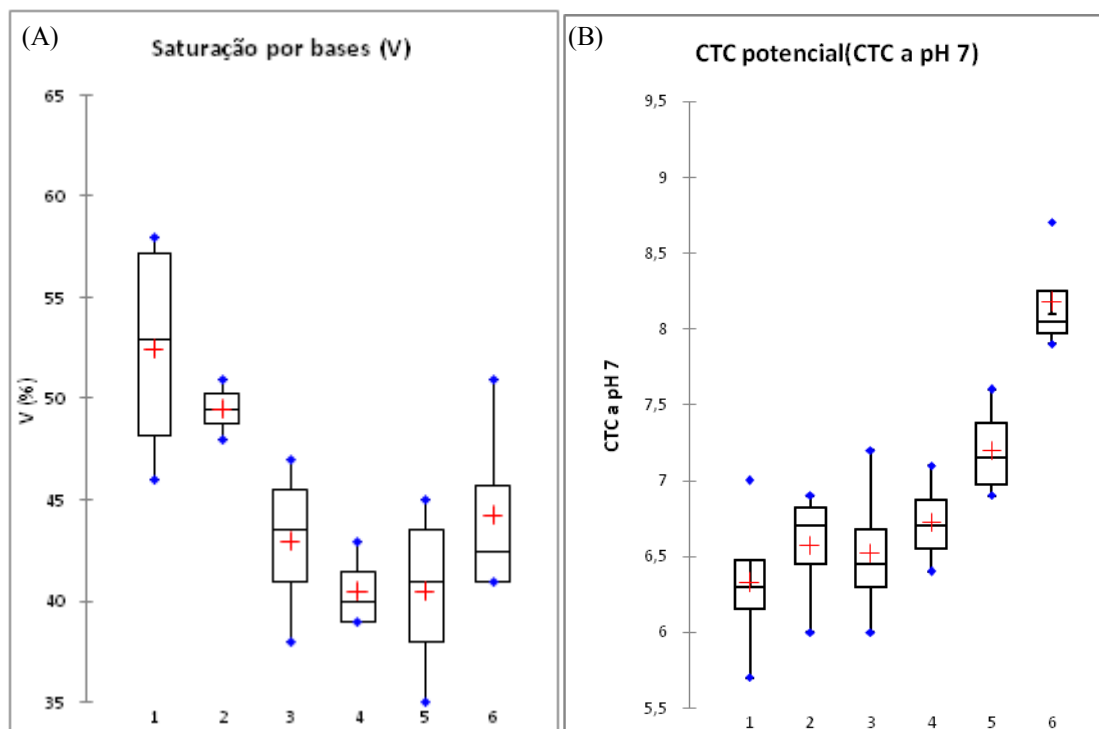 (A)
Saturação por bases (V)
65
60
55
50
45
40
35
V (%)
1 2 3 4 5 6
(B)
CTC potencial(CTC a pH 7)
9,5
9
8,5
8
7,5
7
6,5
6
5,5
CTC a pH 7
1 2 3 4 5 6